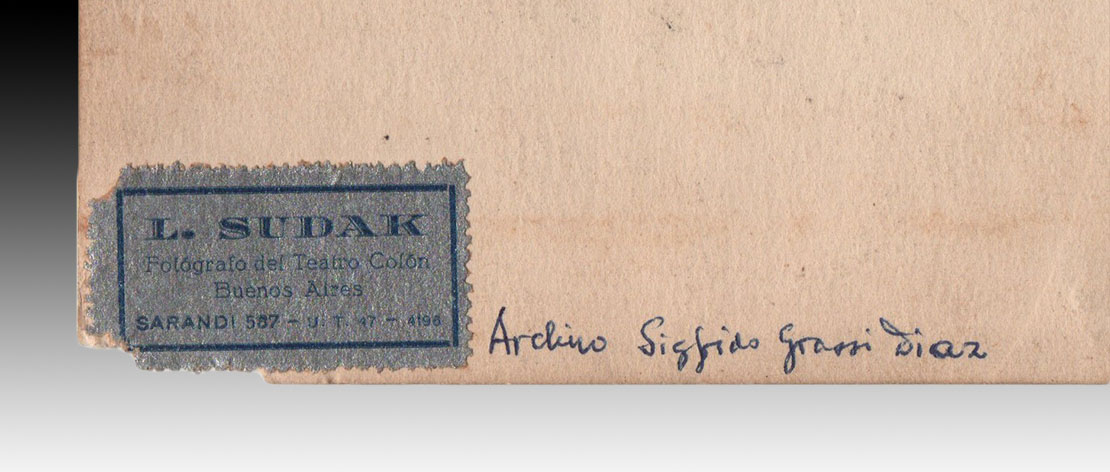 L. SUDAK
Fotógrafo del Teatro Colón
Buenos Aires
SARANDI 587 - U. T. 47 - 4196
Archivo Sigfrido Grassi Diaz